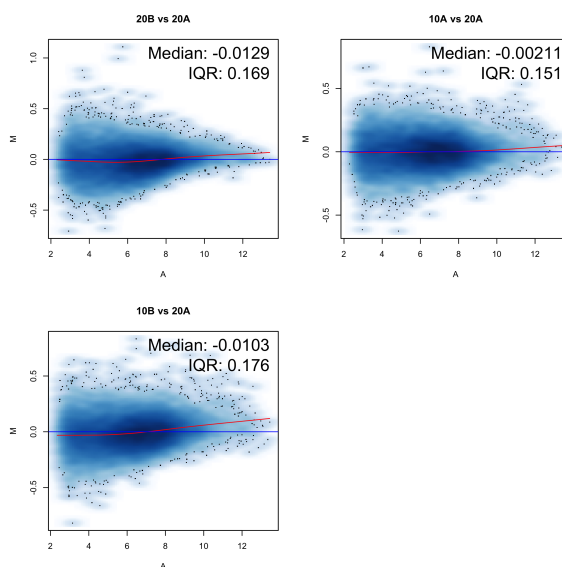 20B vs 20A
Median: -0.0129
IQR: 0.169
M
1.0
0.5
0.0
-0.5
2 4 6 8 10 12
A
10A vs 20A
Median: -0.00211
IQR: 0.151
M
0.5
0.0
-0.5
2 4 6 8 10 12
A
10B vs 20A
Median: -0.0103
IQR: 0.176
M
0.5
0.0
-0.5
2 4 6 8 10 12
A